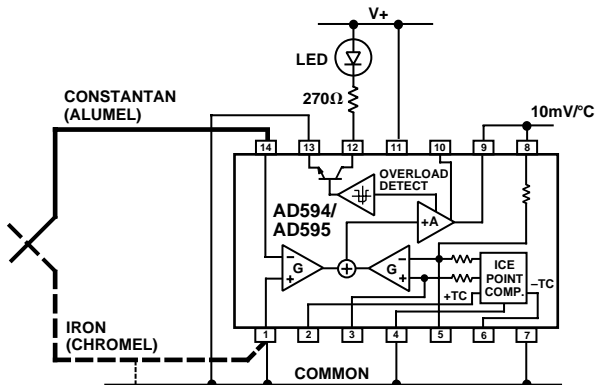 V+
LED
270Ω
CONSTANTAN
(ALUMEL)
10mV/°C
14
13
12
11
10
9
8
OVERLOAD
DETECT
AD594/
AD595
+A
–
+
G
+
G
–
+
ICE
POINT
COMP.
+TC
–TC
IRON
(CHROMEL)
1
2
3
4
5
6
7
COMMON